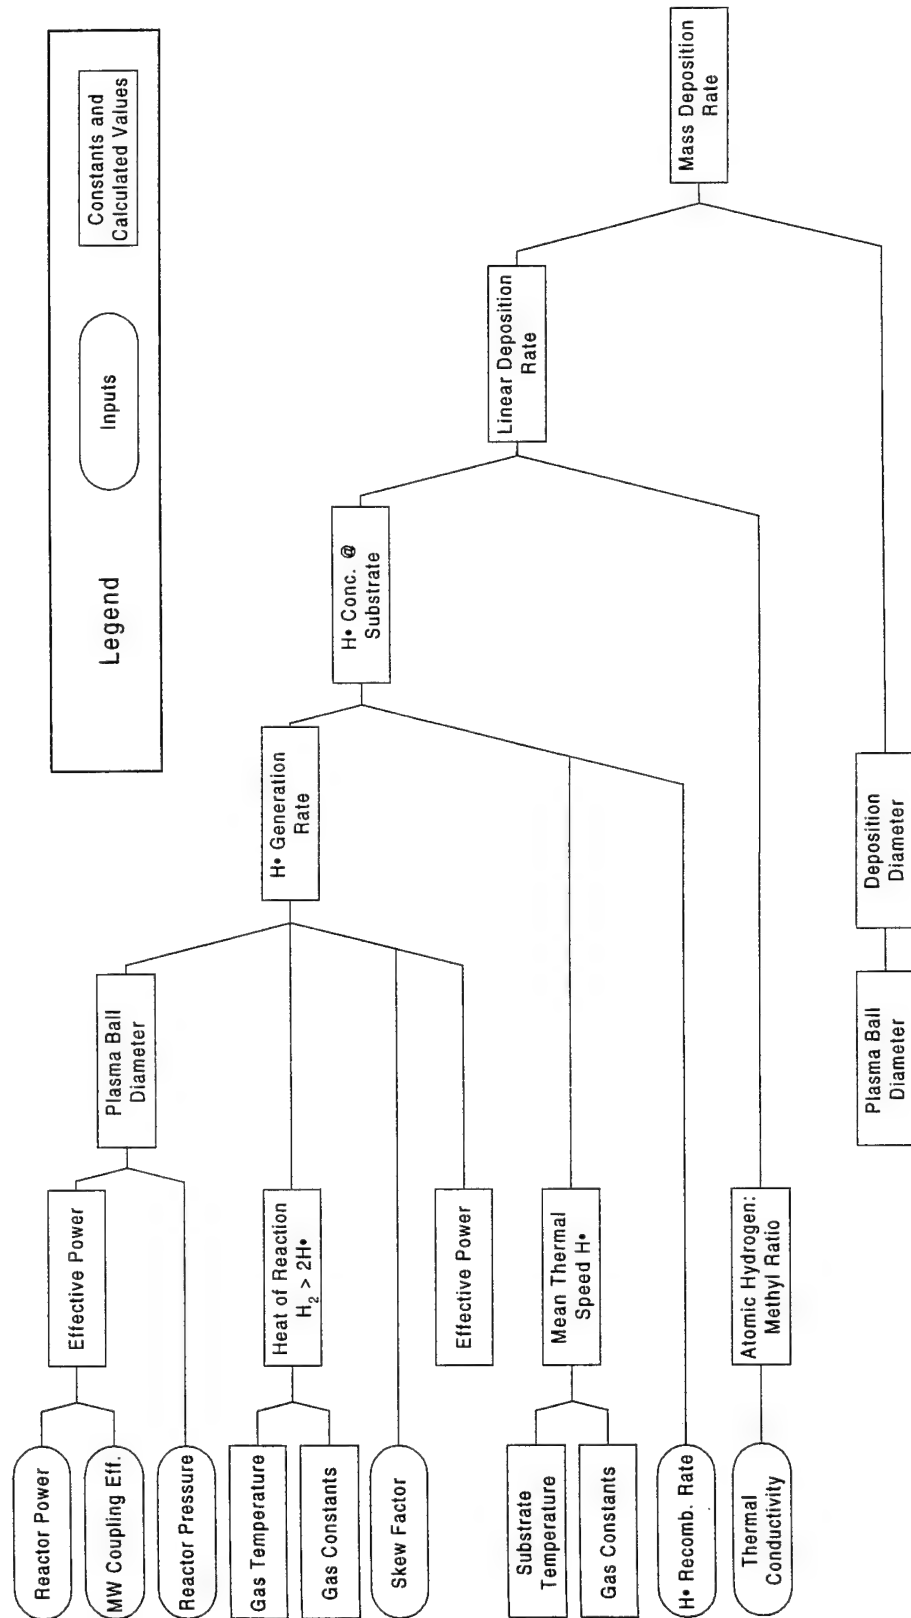 Legend
Inputs
Constants and
Calculated Values
Reactor Power
MW Coupling Eff.
Reactor Pressure
Gas Temperature
Gas Constants
Skew Factor
Substrate
Temperature
Gas Constants
H• Recomb. Rate
Thermal
Conductivity
Effective Power
Heat of Reaction
H₂ > 2H•
Effective Power
Mean Thermal
Speed H•
Atomic Hydrogen:
Methyl Ratio
Plasma Ball
Diameter
Plasma Ball
Diameter
H• Generation
Rate
Deposition
Diameter
H• Conc. @
Substrate
Linear Deposition
Rate
Mass Deposition
Rate